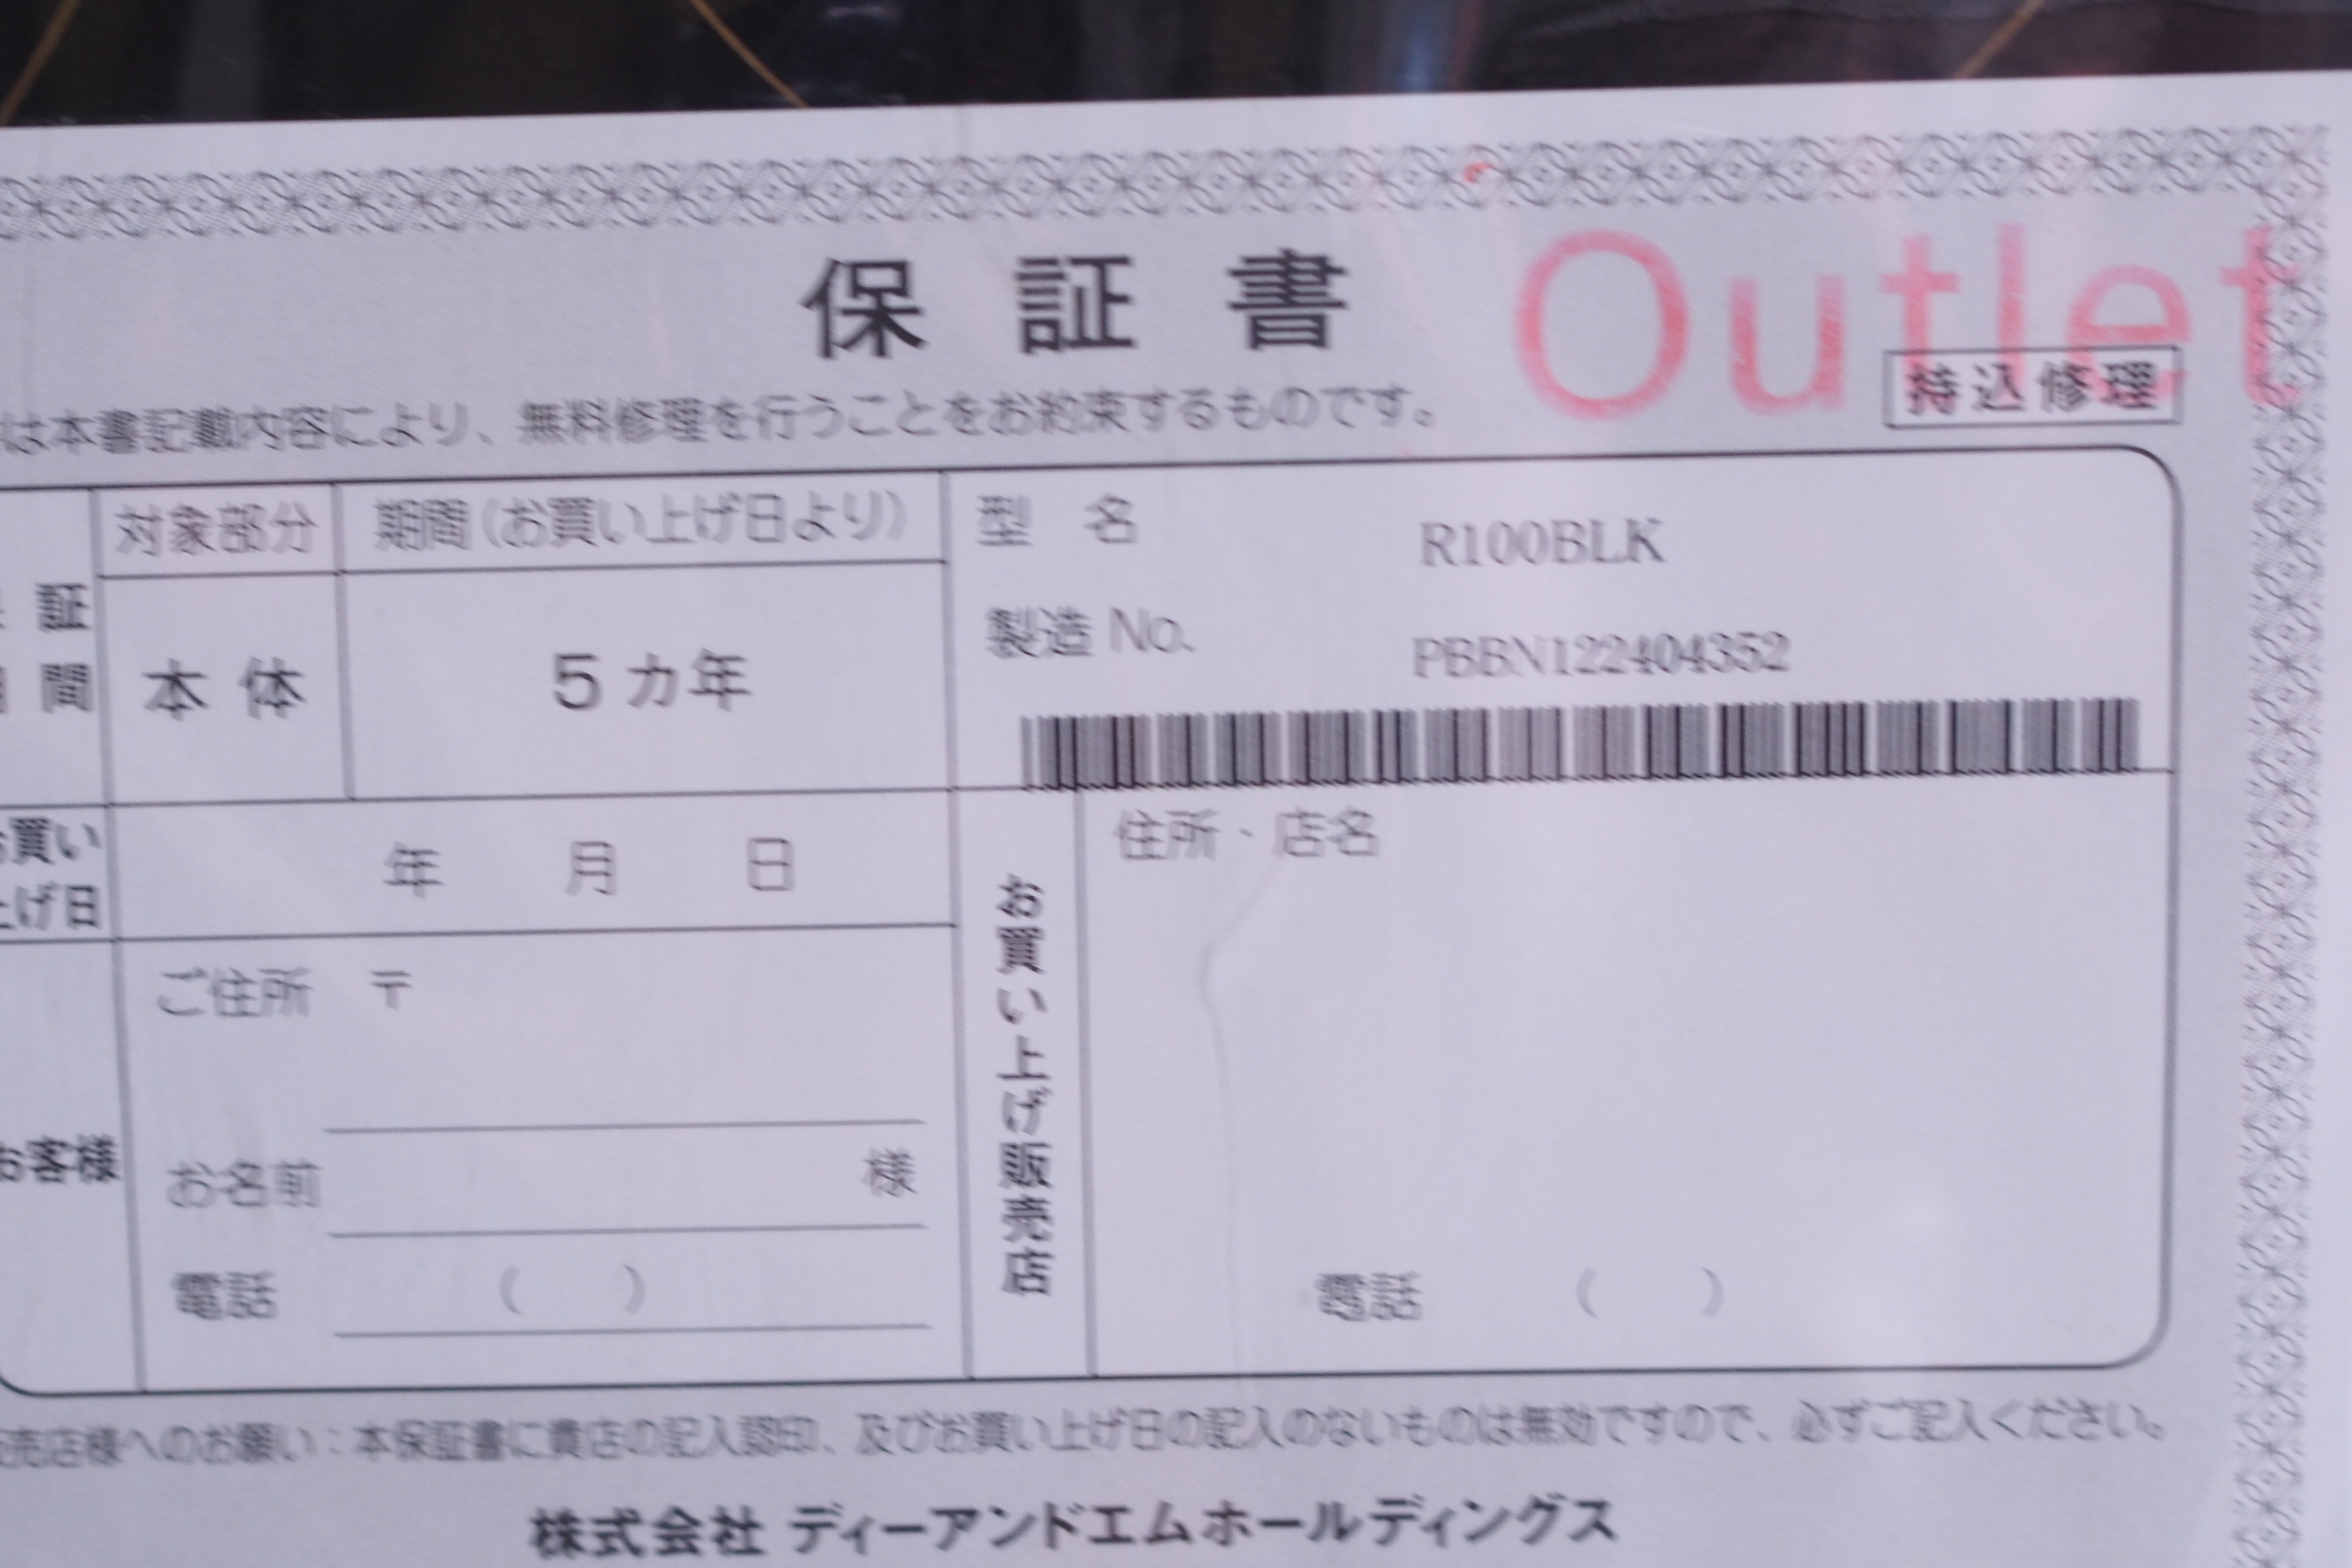 保証書
Outlet
持込修理
は本書記載内容により、無料修理を行うことをお約束するものです。
対象部分 期間(お買い上げ日より)
証
間
本体 5カ年
型名 R100BLK
製造No. PBBN122404352
買い
げ日
年 月 日
お客様
ご住所 〒
お名前 様
電話 ( )
お買い上げ販売店
住所・店名
電話 ( )
売店様へのお願い:本保証書に貴店の記入認印、及びお買い上げ日の記入のないものは無効ですので、必ずご記入ください。
株式会社 ディーアンドエムホールディングス